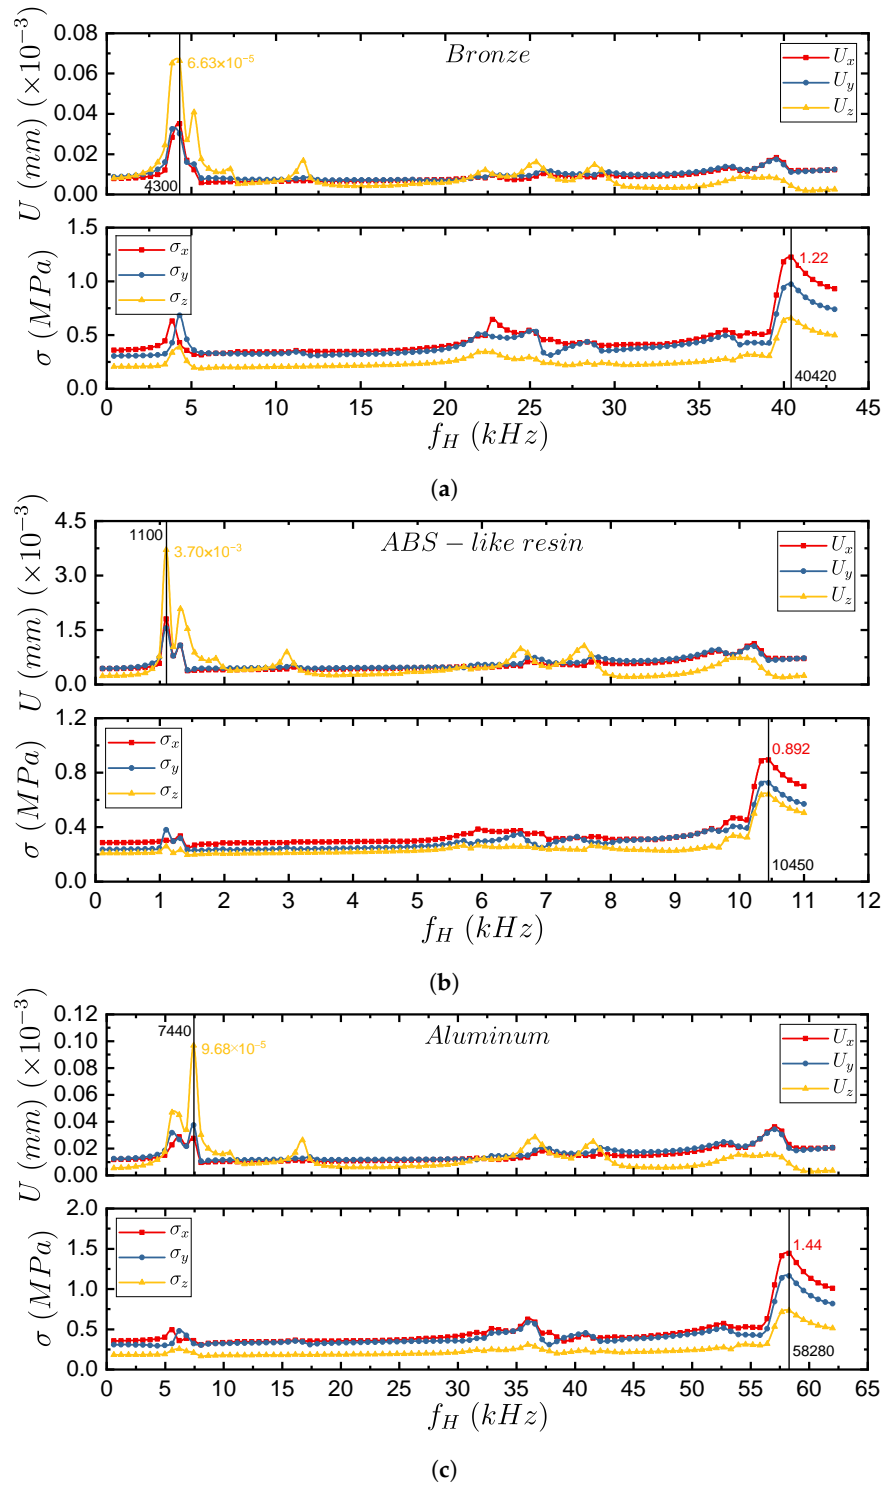 U (mm) (×10⁻³)
0.08
0.06
0.04
0.02
0.00
6.63×10⁻⁵
Bronze
4300
U_x
U_y
U_z
σ (MPa)
1.5
1.0
0.5
0.0
σ_x
σ_y
σ_z
1.22
40420
0 5 10 15 20 25 30 35 40 45
f_H (kHz)
(a)
U (mm) (×10⁻³)
4.5
3.0
1.5
0.0
1100
3.70×10⁻³
ABS − like resin
U_x
U_y
U_z
σ (MPa)
1.2
0.8
0.4
0.0
σ_x
σ_y
σ_z
0.892
10450
0 1 2 3 4 5 6 7 8 9 10 11 12
f_H (kHz)
(b)
U (mm) (×10⁻³)
0.12
0.10
0.08
0.06
0.04
0.02
0.00
7440
9.68×10⁻⁵
Aluminum
U_x
U_y
U_z
σ (MPa)
2.0
1.5
1.0
0.5
0.0
σ_x
σ_y
σ_z
1.44
58280
0 5 10 15 20 25 30 35 40 45 50 55 60 65
f_H (kHz)
(c)